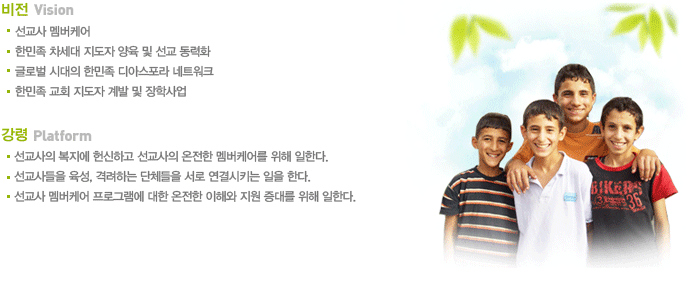 비전 Vision
선교사 멤버케어
한민족 차세대 지도자 양육 및 선교 동력화
글로벌 시대의 한민족 디아스포라 네트워크
한민족 교회 지도자 계발 및 장학사업
강령 Platform
선교사의 복지에 헌신하고 선교사의 온전한 멤버케어를 위해 일한다.
선교사들을 육성, 격려하는 단체들을 서로 연결시키는 일을 한다.
선교사 멤버케어 프로그램에 대한 온전한 이해와 지원 증대를 위해 일한다.
BIKE
36